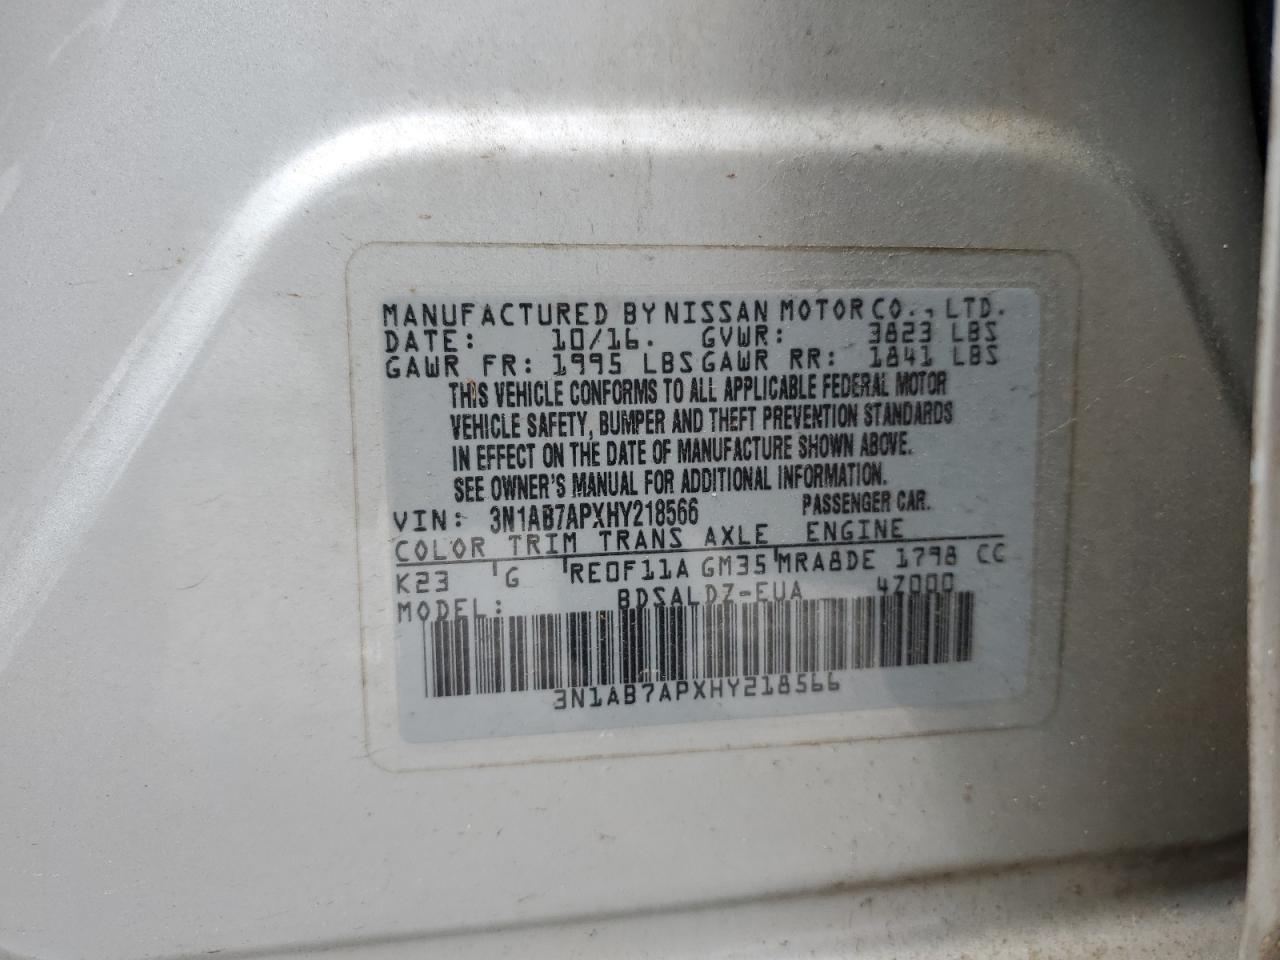 MANUFACTURED BY NISSAN MOTOR CO., LTD.
DATE: 10/16. GVWR: 3823 LBS
GAWR FR: 1995 LBS GAWR RR: 1841 LBS
THIS VEHICLE CONFORMS TO ALL APPLICABLE FEDERAL MOTOR
VEHICLE SAFETY, BUMPER AND THEFT PREVENTION STANDARDS
IN EFFECT ON THE DATE OF MANUFACTURE SHOWN ABOVE.
SEE OWNER'S MANUAL FOR ADDITIONAL INFORMATION.
VIN: 3N1AB7APXHY218566 PASSENGER CAR.
COLOR TRIM TRANS AXLE ENGINE
K23 G RE0F11A GM35 MRA8DE 1798 CC
MODEL: BDSALDZ-EUA 4Z000
3N1AB7APXHY218566